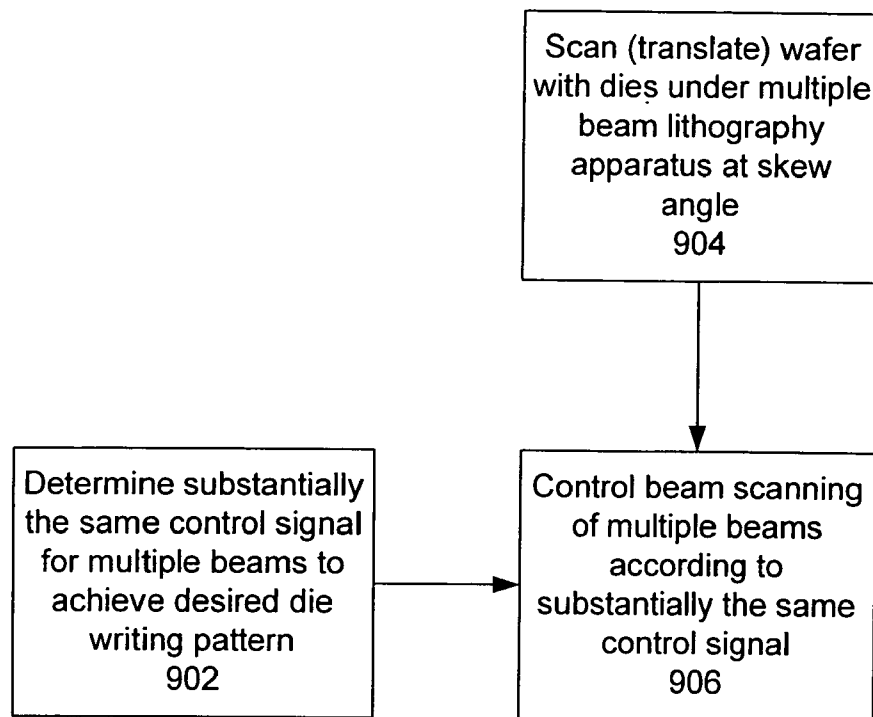 Scan (translate) wafer
with dies under multiple
beam lithography
apparatus at skew
angle
904
Determine substantially
the same control signal
for multiple beams to
achieve desired die
writing pattern
902
Control beam scanning
of multiple beams
according to
substantially the same
control signal
906